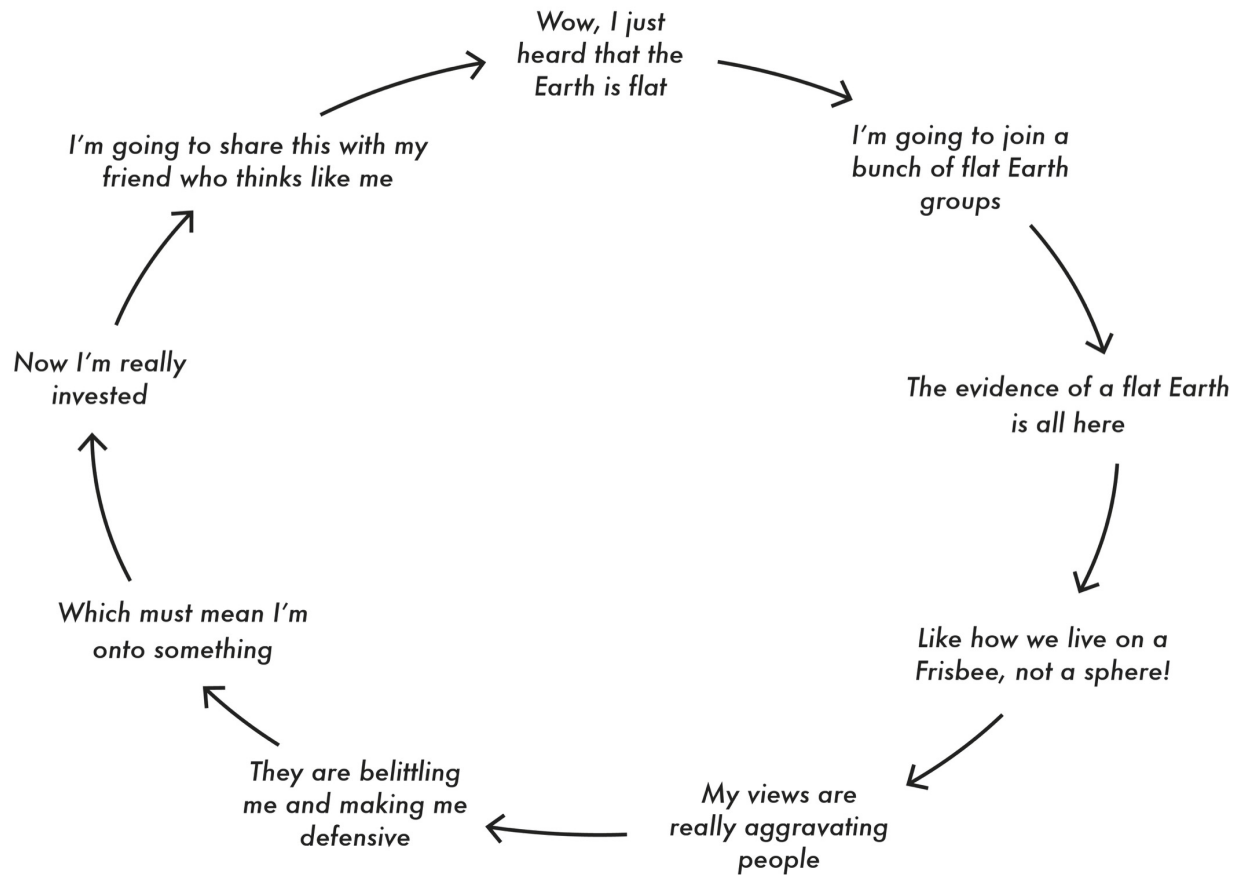 Wow, I just
heard that the
Earth is flat
I'm going to join a
bunch of flat Earth
groups
The evidence of a flat Earth
is all here
Like how we live on a
Frisbee, not a sphere!
My views are
really aggravating
people
They are belittling
me and making me
defensive
Which must mean I'm
onto something
Now I'm really
invested
I'm going to share this with my
friend who thinks like me